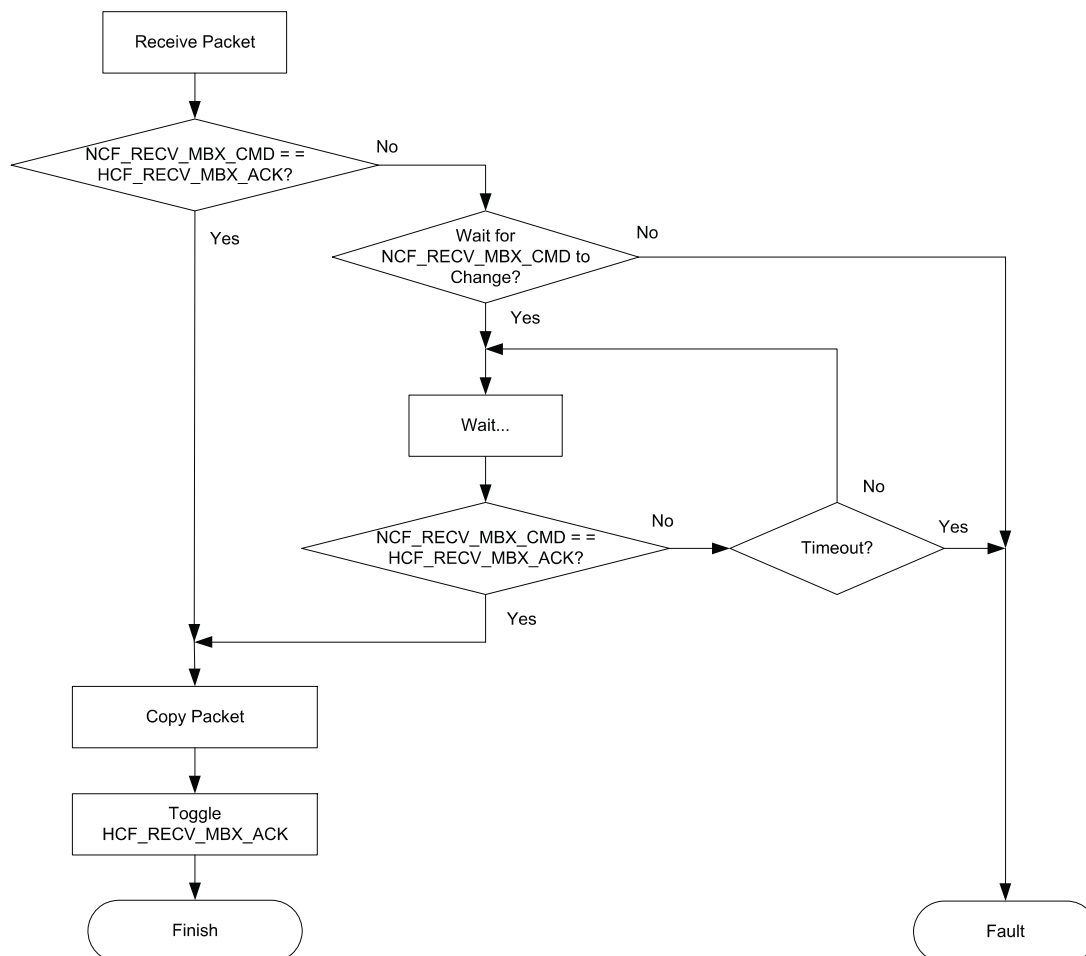 Receive Packet
NCF_RECV_MBX_CMD = =
HCF_RECV_MBX_ACK?
No
Yes
Wait for
NCF_RECV_MBX_CMD to
Change?
No
Yes
Wait...
NCF_RECV_MBX_CMD = =
HCF_RECV_MBX_ACK?
No
Yes
Timeout?
No
Yes
Copy Packet
Toggle
HCF_RECV_MBX_ACK
Finish
Fault